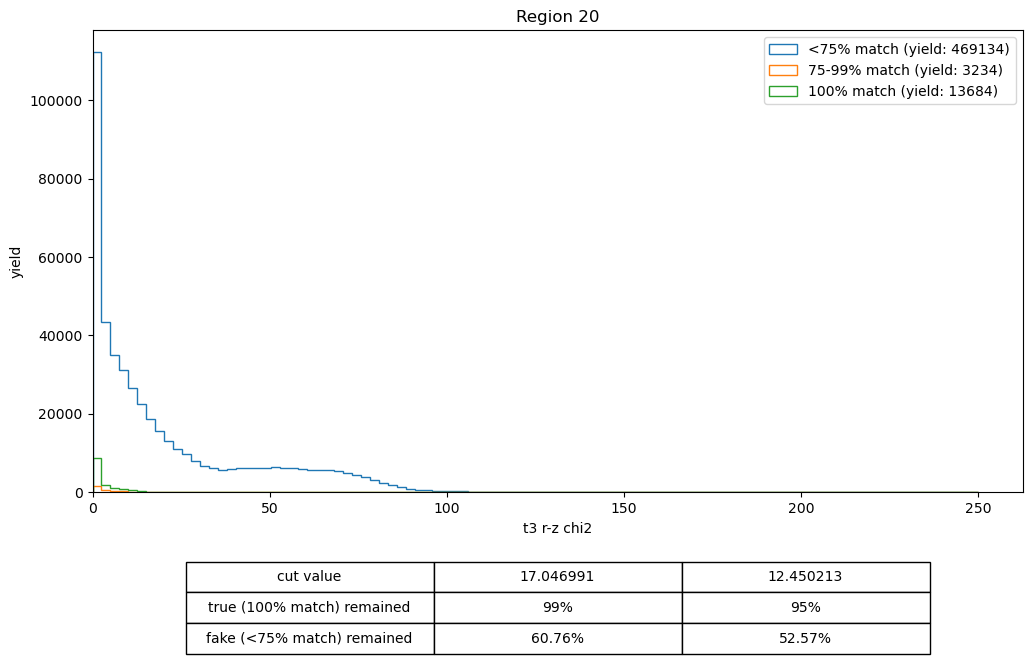 Region 20
<75% match (yield: 469134)
75-99% match (yield: 3234)
100% match (yield: 13684)
yield
100000
80000
60000
40000
20000
0
0 50 100 150 200 250
t3 r-z chi2
cut value 17.046991 12.450213
true (100% match) remained 99% 95%
fake (<75% match) remained 60.76% 52.57%